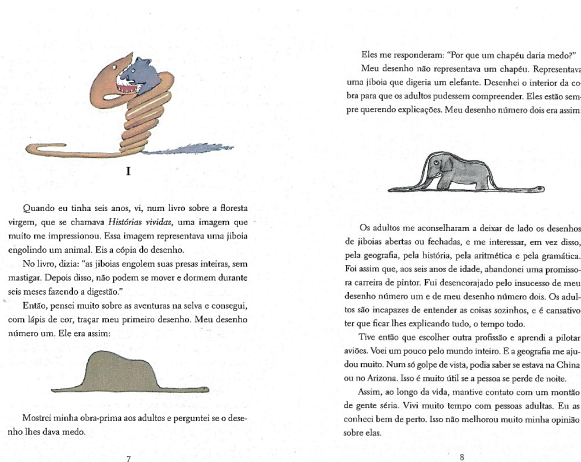 I
Quando eu tinha seis anos, vi, num livro sobre a floresta
virgem, que se chamava Histórias vividas, uma imagem que
muito me impressionou. Essa imagem representava uma jiboia
engolindo um animal. Eis a cópia do desenho.
No livro, dizia: “as jiboias engolem suas presas inteiras, sem
mastigar. Depois disso, não podem se mover e dormem durante
seis meses fazendo a digestão.”
Então, pensei muito sobre as aventuras na selva e consegui,
com lápis de cor, traçar meu primeiro desenho. Meu desenho
número um. Ele era assim:
Mostrei minha obra-prima aos adultos e perguntei se o dese-
nho lhes dava medo.
7
Eles me responderam: “Por que um chapéu daria medo?”
Meu desenho não representava um chapéu. Representava
uma jiboia que digeria um elefante. Desenhei o interior da co-
bra para que os adultos pudessem compreender. Eles estão sem-
pre querendo explicações. Meu desenho número dois era assim
Os adultos me aconselharam a deixar de lado os desenhos
de jiboias abertas ou fechadas, e me interessar, em vez disso,
pela geografia, pela história, pela aritmética e pela gramática.
Foi assim que, aos seis anos de idade, abandonei uma promisso-
ra carreira de pintor. Fui desencorajado pelo insucesso de meu
desenho número um e de meu desenho número dois. Os adul-
tos são incapazes de entender as coisas sozinhos, e é cansativo
ter que ficar lhes explicando tudo, o tempo todo.
Tive então que escolher outra profissão e aprendi a pilotar
aviões. Voei um pouco pelo mundo inteiro. E a geografia me aju-
dou muito. Num só golpe de vista, podia saber se estava na China
ou no Arizona. Isso é muito útil se a pessoa se perde de noite.
Assim, ao longo da vida, mantive contato com um montão
de gente séria. Vivi muito tempo com pessoas adultas. Eu as
conheci bem de perto. Isso não melhorou muito minha opinião
sobre elas.
8